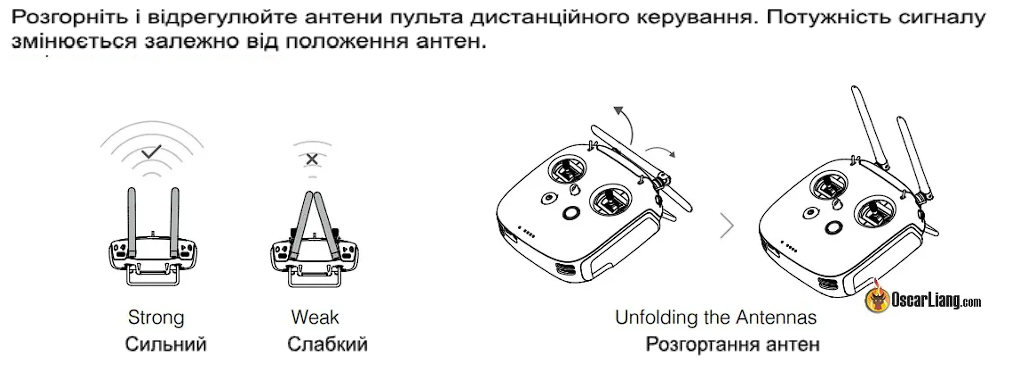 Розгорніть і відрегулюйте антени пульта дистанційного керування. Потужність сигналу
змінюється залежно від положення антен.
Strong
Сильний
Weak
Слабкий
Unfolding the Antennas
Розгортання антен
OscarLiang.com